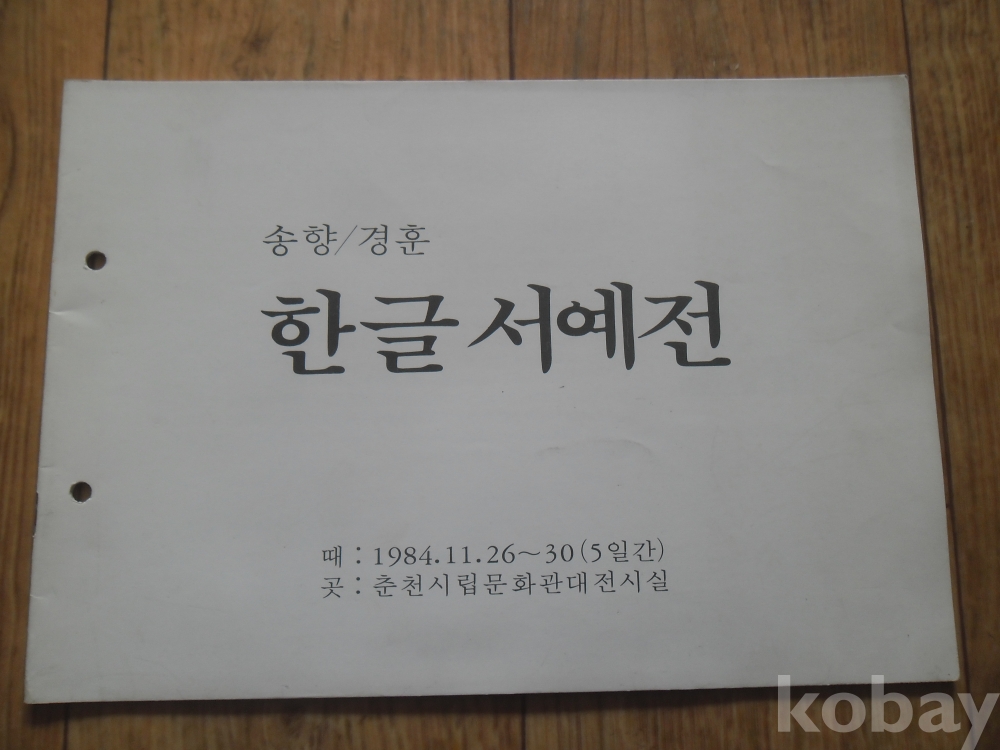 송향/경훈
한글 서예전
때 : 1984.11.26~30(5일간)
곳 : 춘천시립문화관대전시실
kobay